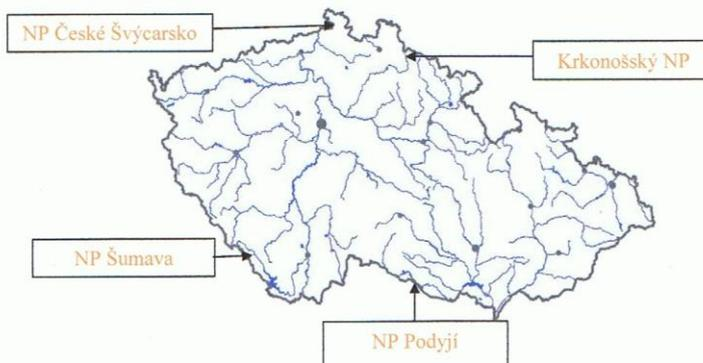 NP České Švýcarsko
Krkonošský NP
NP Šumava
NP Podyjí